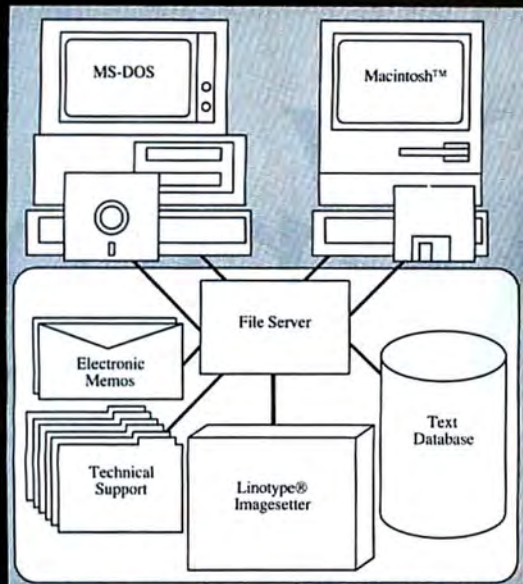 MS-DOS
Macintosh™
File Server
Electronic
Memos
Text
Database
Technical
Support
Linotype®
Imagesetter